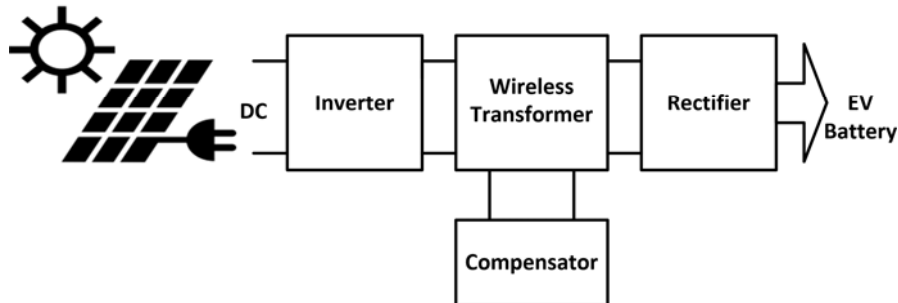 DC
Inverter
Wireless
Transformer
Rectifier
EV
Battery
Compensator